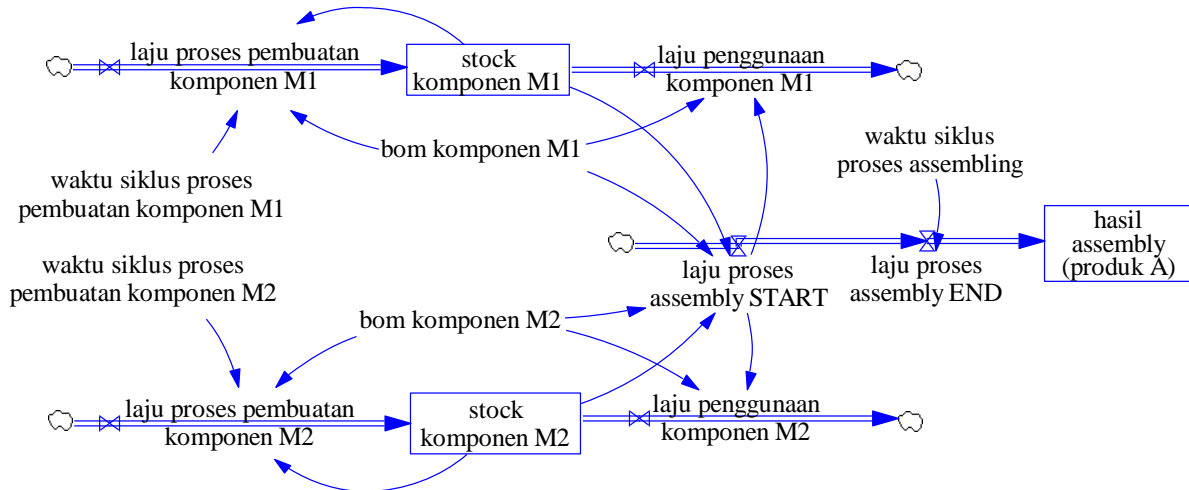 laju proses pembuatan
komponen M1
stock
komponen M1
laju penggunaan
komponen M1
bom komponen M1
waktu siklus
proses assembling
waktu siklus proses
pembuatan komponen M1
hasil
assembly
(produk A)
waktu siklus proses
pembuatan komponen M2
laju proses
assembly START
laju proses
assembly END
bom komponen M2
laju proses pembuatan
komponen M2
stock
komponen M2
laju penggunaan
komponen M2